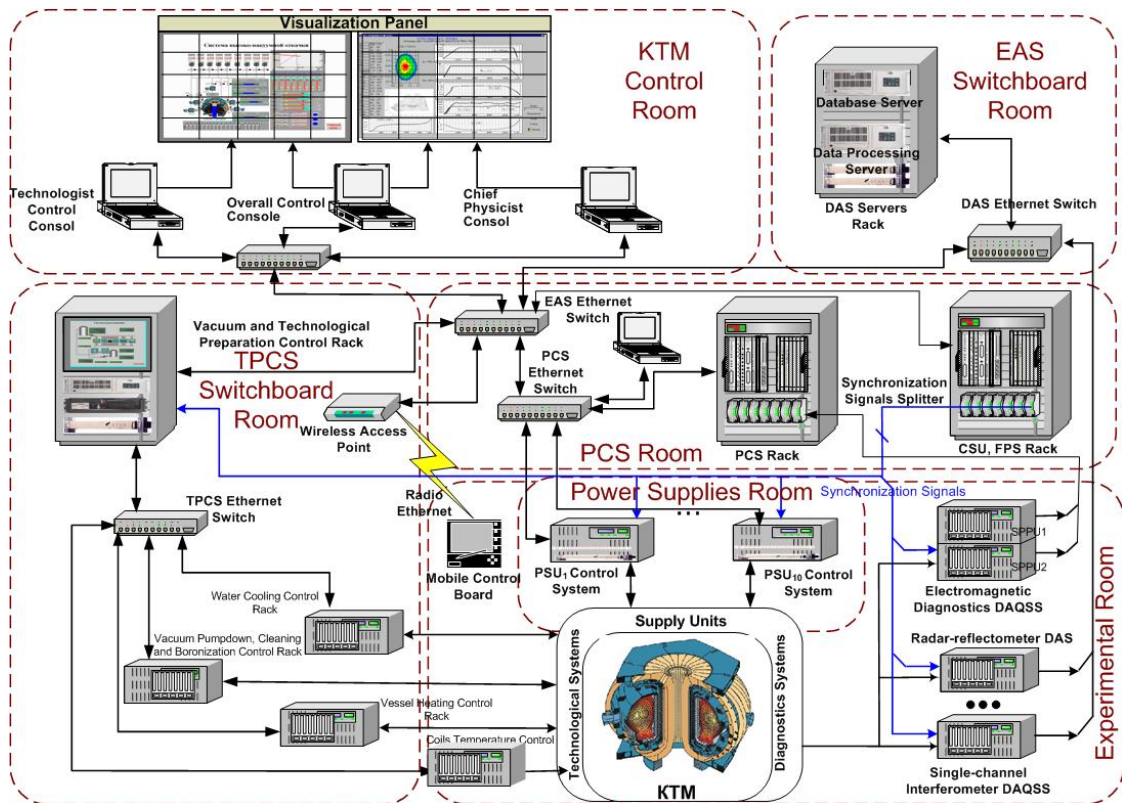 Visualization Panel
KTM
Control
Room
EAS
Switchboard
Room
Database Server
Data Processing
Server
DAS Servers
Rack
DAS Ethernet Switch
Technologist
Control
Consol
Overall Control
Console
Chief
Physicist
Consol
Vacuum and Technological
Preparation Control Rack
TPCS
Switchboard
Room
EAS Ethernet
Switch
PCS
Ethernet
Switch
Wireless Access
Point
PCS Rack
PCS Room
Synchronization
Signals Splitter
CSU, FPS Rack
TPCS Ethernet
Switch
Radio
Ethernet
Mobile Control
Board
Power Supplies Room
Synchronization Signals
...
PSU1 Control
System
PSU10 Control
System
SPPU1
SPPU2
Electromagnetic
Diagnostics DAQSS
Water Cooling Control
Rack
Vacuum Pumpdown, Cleaning
and Boronization Control Rack
Vessel Heating Control
Rack
Coils Temperature Control
Supply Units
Technological Systems
Diagnostics Systems
KTM
Radar-reflectometer DAS
Single-channel
Interferometer DAQSS
Experimental Room